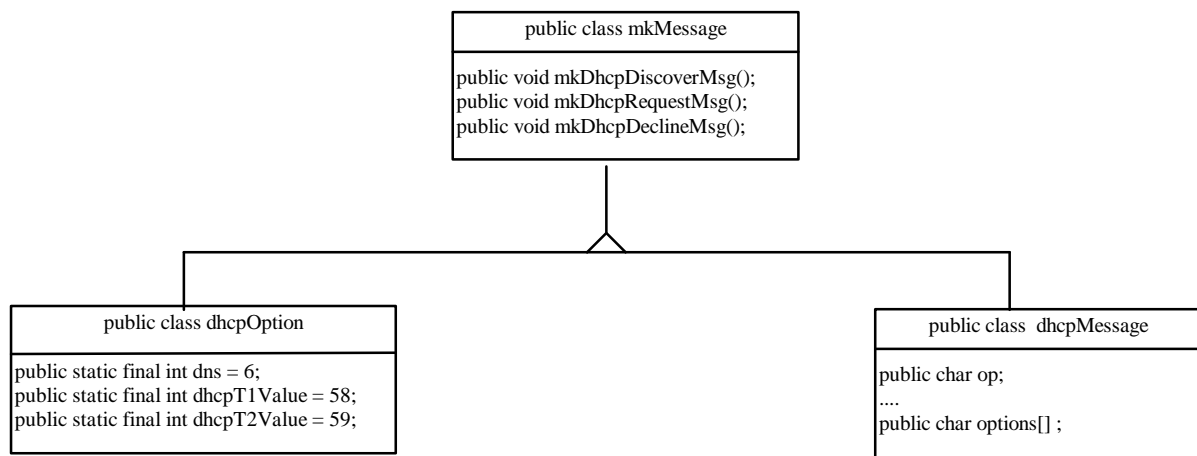 public class mkMessage
public void mkDhcpDiscoverMsg();
public void mkDhcpRequestMsg();
public void mkDhcpDeclineMsg();
public class dhcpOption
public static final int dns = 6;
public static final int dhcpT1Value = 58;
public static final int dhcpT2Value = 59;
public class dhcpMessage
public char op;
....
public char options[] ;